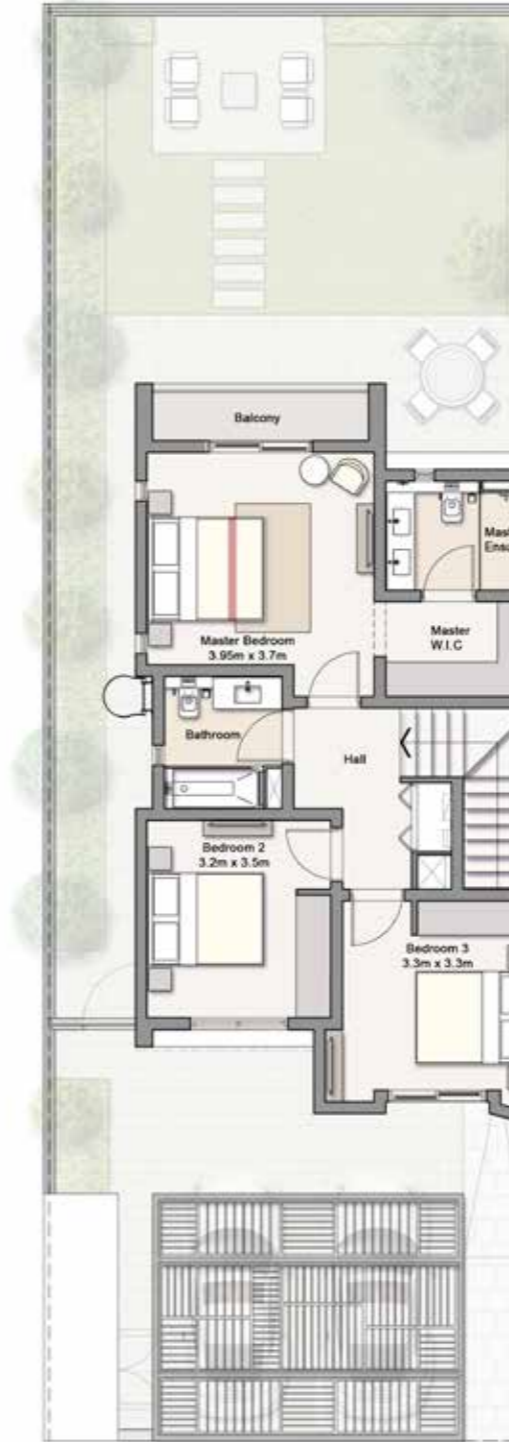 Balcony
Master Bedroom
3.95m x 3.7m
Master
W.I.C
Bathroom
Hall
Bedroom 2
3.2m x 3.5m
Bedroom 3
3.3m x 3.3m